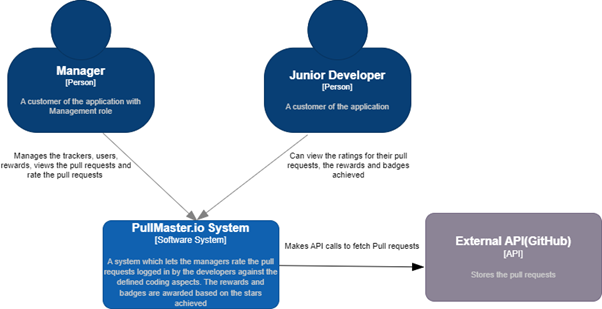 Manager
[Person]
A customer of the application with
Management role
Junior Developer
[Person]
A customer of the application
Manages the trackers, users,
rewards, views the pull requests and
rate the pull requests
Can view the ratings for their pull
requests, the rewards and badges
achieved
PullMaster.io System
[Software System]
A system which lets the managers rate the pull
requests logged in by the developers against the
defined coding aspects. The rewards and
badges are awarded based on the stars
achieved
Makes API calls to fetch Pull requests
External API(GitHub)
[API]
Stores the pull requests